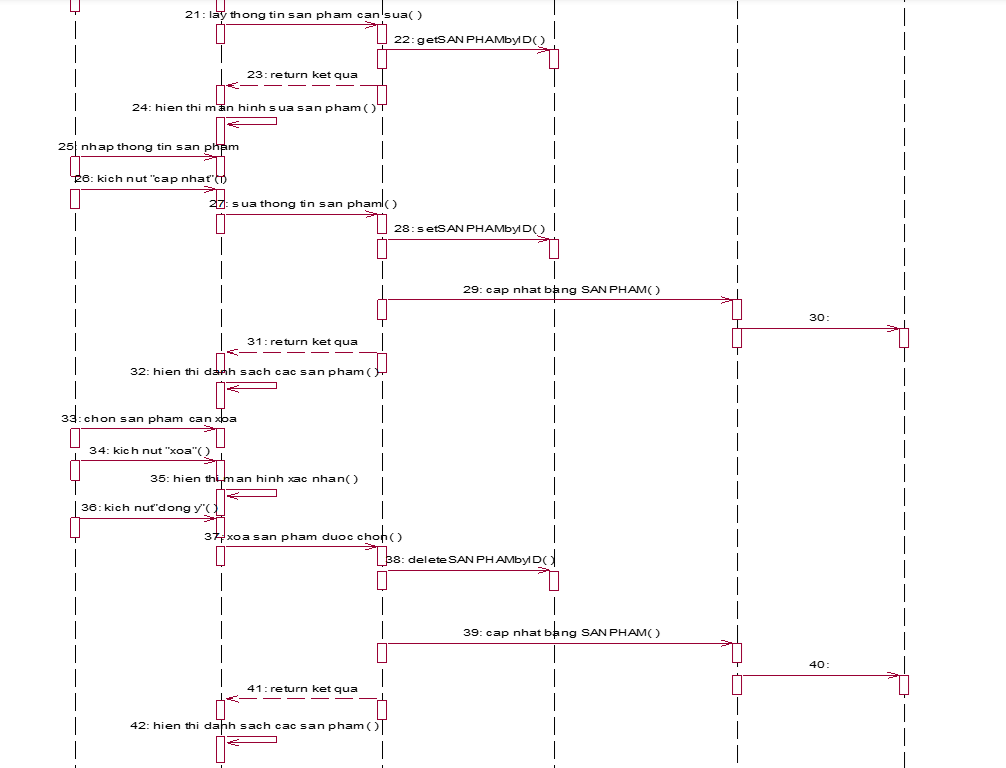 21: lay thong tin san pham can sua( )
22: getSANPHAMbyID( )
23: return ket qua
24: hien thi man hinh sua san pham( )
25: nhap thong tin san pham
26: kich nut "cap nhat"( )
27: sua thong tin san pham( )
28: setSANPHAMbyID( )
29: cap nhat bang SANPHAM( )
30:
31: return ket qua
32: hien thi danh sach cac san pham( )
33: chon san pham can xoa
34: kich nut "xoa"( )
35: hien thi man hinh xac nhan( )
36: kich nut"dong y"( )
37: xoa san pham duoc chon( )
38: deleteSANPHAMbyID( )
39: cap nhat bang SANPHAM( )
40:
41: return ket qua
42: hien thi danh sach cac san pham( )